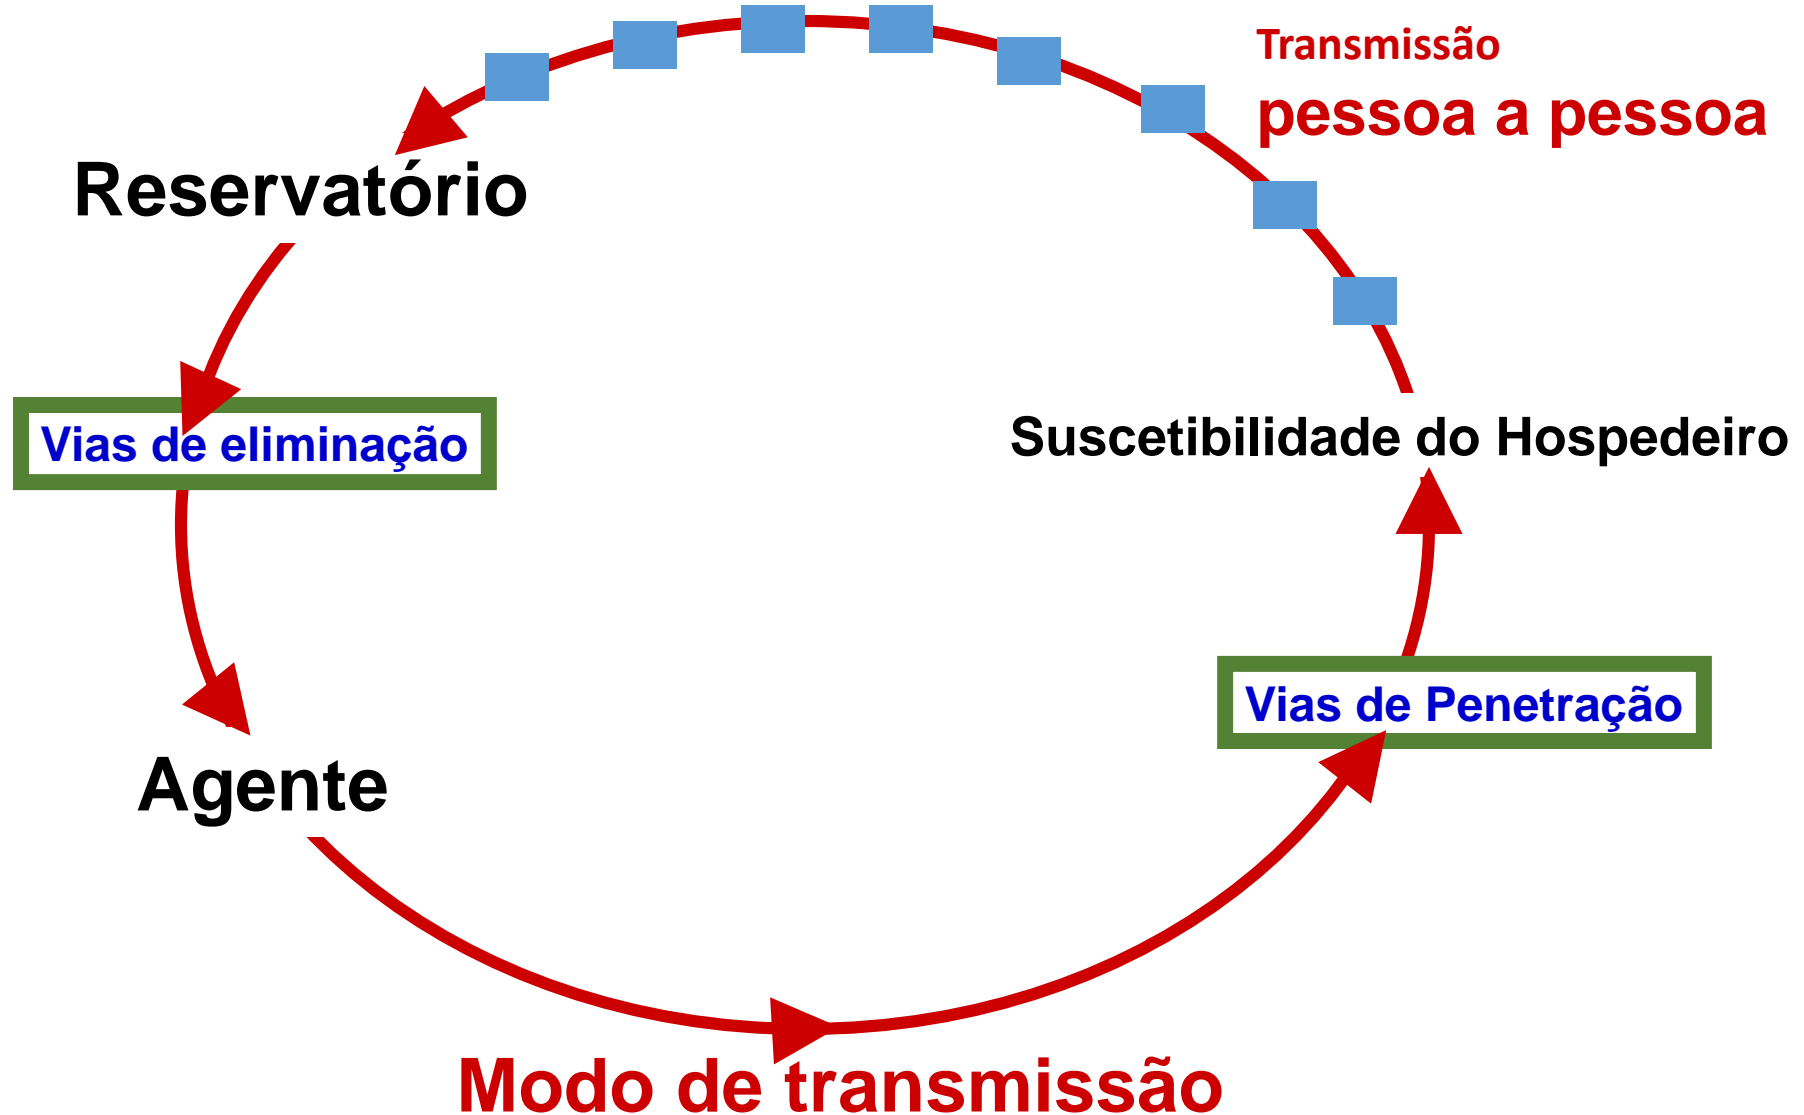 Transmissão
pessoa a pessoa
Reservatório
Vias de eliminação
Suscetibilidade do Hospedeiro
Vias de Penetração
Agente
Modo de transmissão